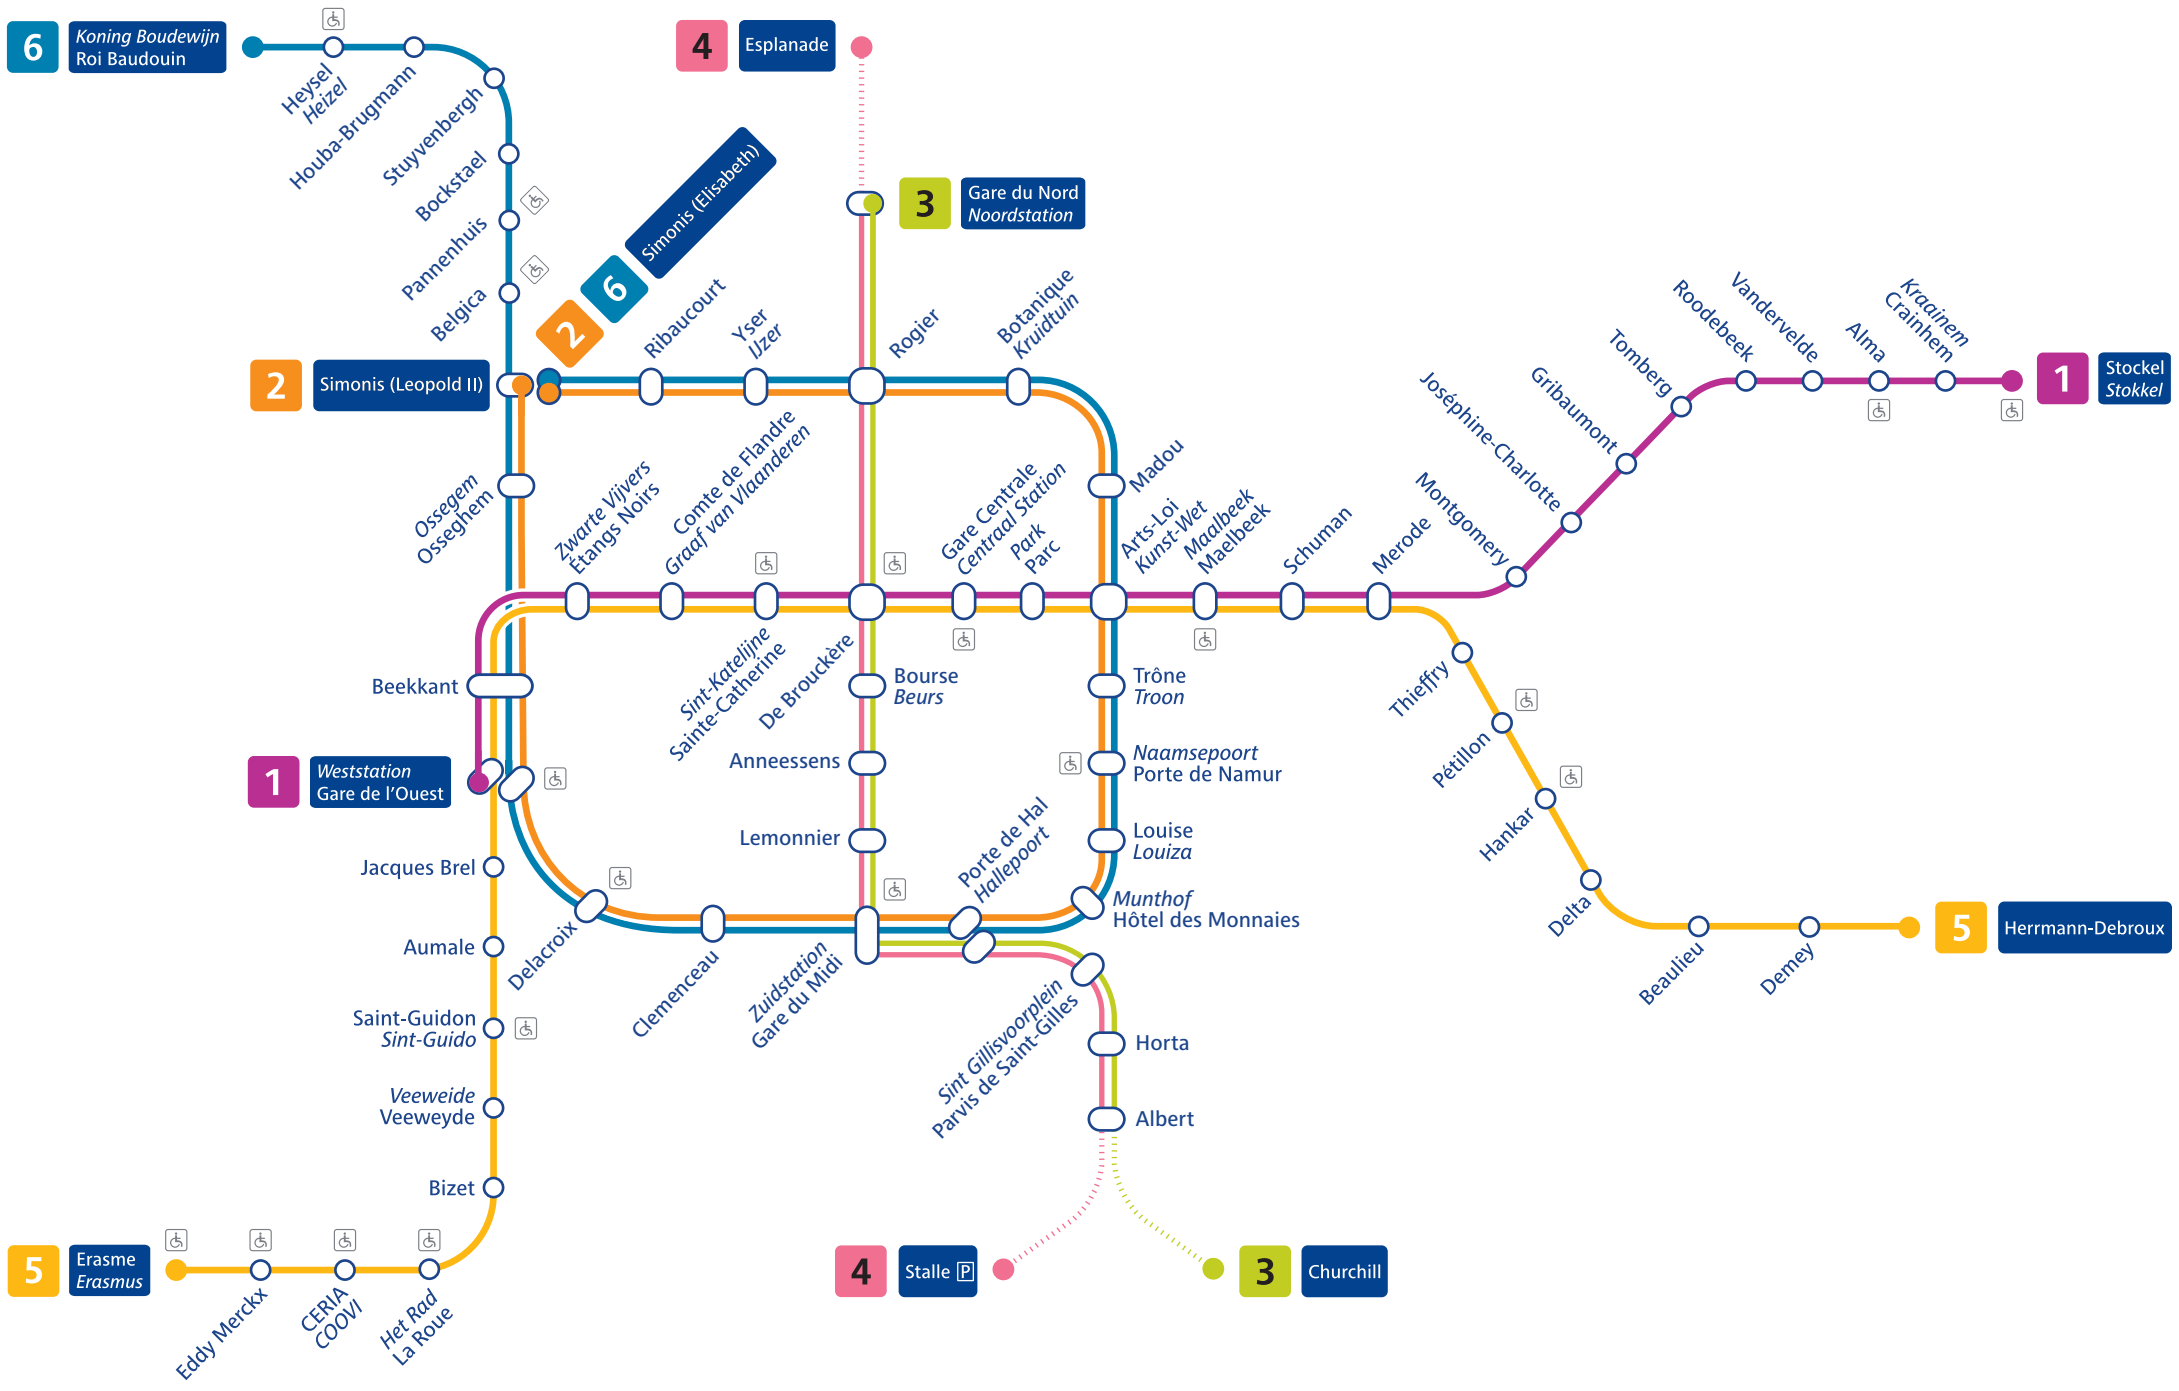 6
Koning Boudewijn
Roi Baudouin
Heysel
Heizel
Houba-Brugmann
Stuyvenbergh
Bockstael
Pannenhuis
Belgica
4
Esplanade
3
Gare du Nord
Noordstation
2
6
Simonis (Elisabeth)
2
Simonis (Leopold II)
Ribaucourt
Yser
IJzer
Rogier
Botanique
Kruidtuin
Madou
Ossegem
Osseghem
Zwarte Vijvers
Étangs Noirs
Comte de Flandre
Graaf van Vlaanderen
Sint-Katelijne
Sainte-Catherine
De Brouckère
Gare Centrale
Centraal Station
Park
Parc
Arts-Loi
Kunst-Wet
Maalbeek
Maelbeek
Schuman
Merode
Montgomery
Joséphine-Charlotte
Gribaumont
Tomberg
Roodebeek
Vandervelde
Alma
Kraainem
Crainhem
1
Stockel
Stokkel
Beekkant
1
Weststation
Gare de l'Ouest
Bourse
Beurs
Anneessens
Lemonnier
Trône
Troon
Naamsepoort
Porte de Namur
Louise
Louiza
Munthof
Hôtel des Monnaies
Porte de Hal
Hallepoort
Zuidstation
Gare du Midi
Clemenceau
Delacroix
Thieffry
Pétillon
Hankar
Delta
Beaulieu
Demey
5
Herrmann-Debroux
Jacques Brel
Aumale
Saint-Guidon
Sint-Guido
Veeweide
Veeweyde
Bizet
Sint Gillisvoorplein
Parvis de Saint-Gilles
Horta
Albert
5
Erasme
Erasmus
Eddy Merckx
CERIA
COOVI
Het Rad
La Roue
4
Stalle P
3
Churchill